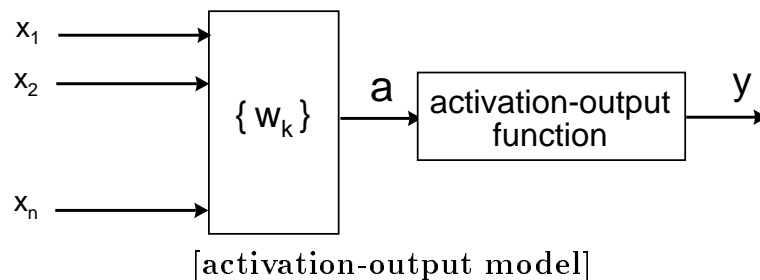 x1
x2
xn
{ wk }
a
activation-output
function
y
[activation-output model]